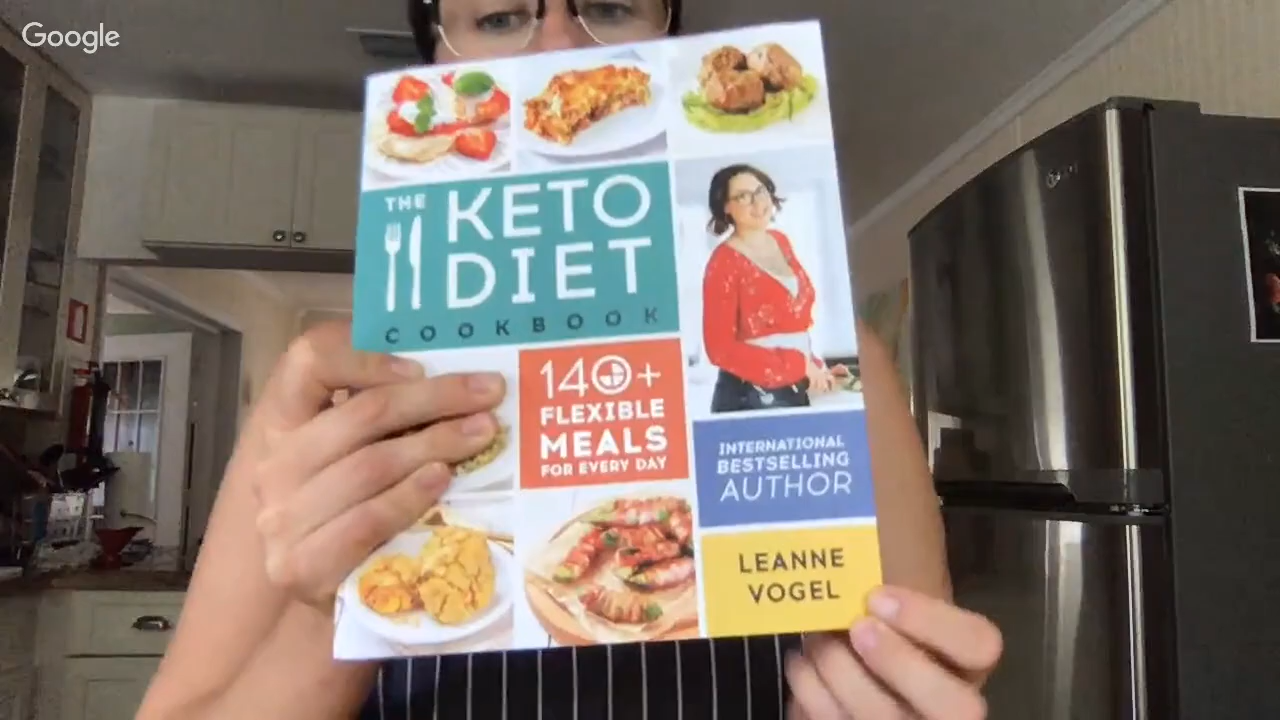 Google
THE
KETO
DIET
COOKBOOK
140+
FLEXIBLE
MEALS
FOR EVERY DAY
INTERNATIONAL
BESTSELLING
AUTHOR
LEANNE
VOGEL